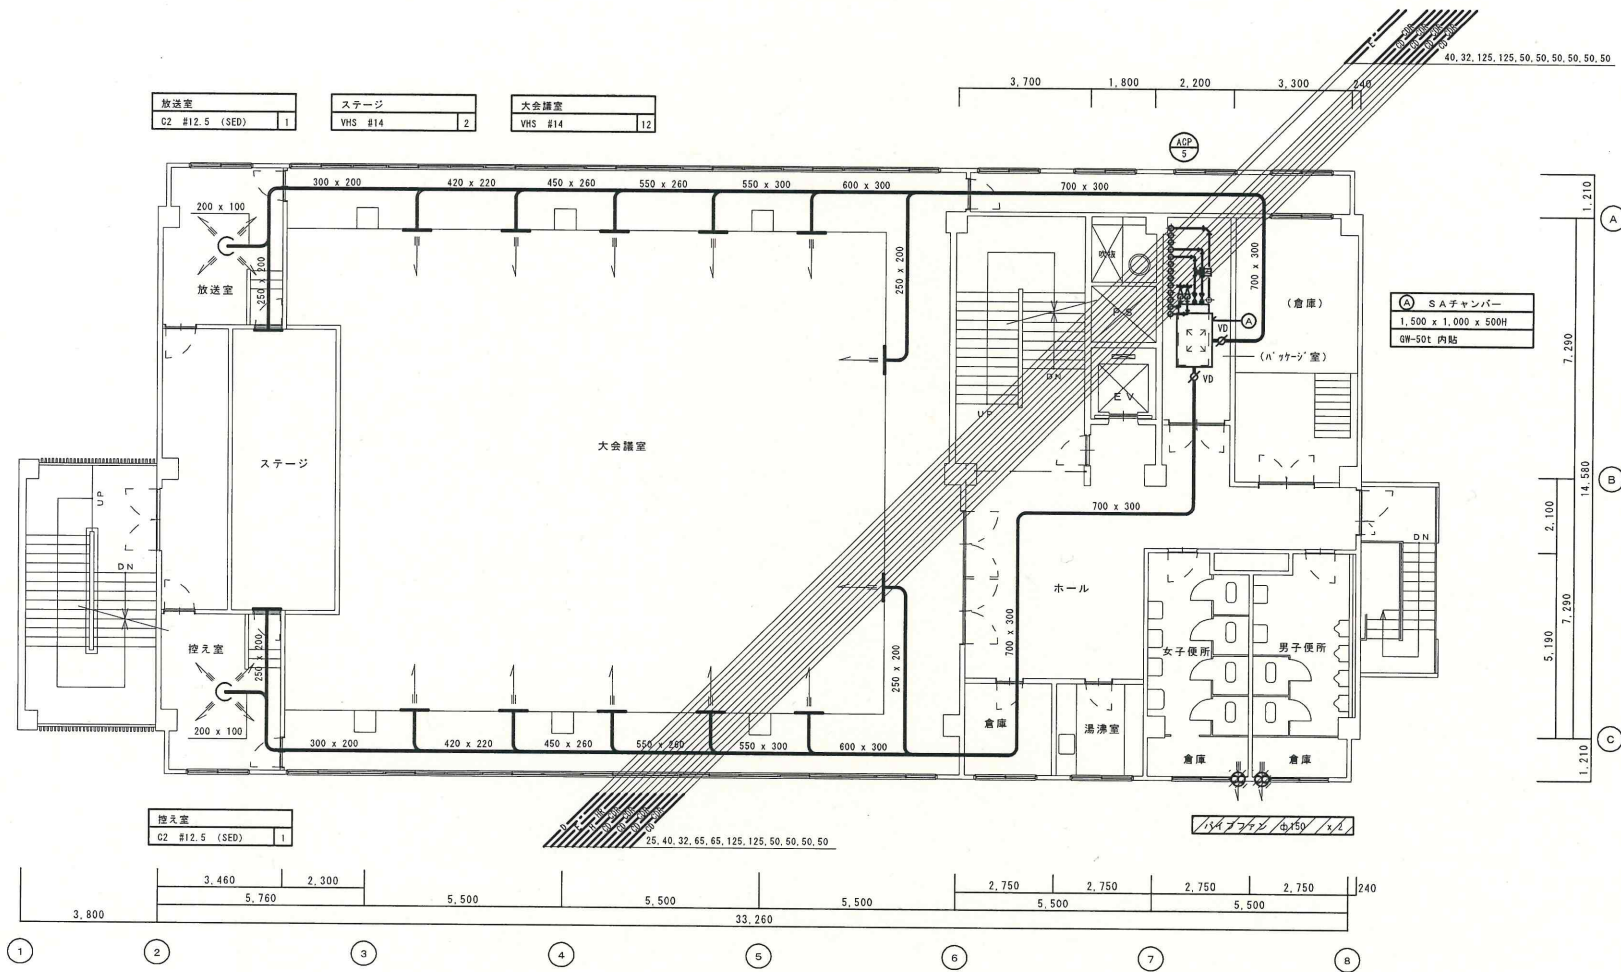 40, 32, 125, 125, 50, 50, 50, 50, 50, 50
3,700
1,800
2,200
3,300
240
放送室
C2 #12.5 (SED) 1
ステージ
VHS #14 2
大会議室
VHS #14 12
ACP
5
300 x 200
420 x 220
450 x 260
550 x 260
550 x 300
600 x 300
700 x 300
1,210
A
200 x 100
放送室
250 x 200
250 x 200
吹抜
PS
700 x 300
(倉庫)
A
VD
(パッケージ室)
VD
A SAチャンバー
1,500 x 1,000 x 500H
GW-50t 内貼
7,290
EV
DN
UP
大会議室
ステージ
UP
DN
700 x 300
B
14,580
2,100
DN
ホール
700 x 300
女子便所
男子便所
5,190
7,290
控え室
250 x 200
200 x 100
250 x 200
倉庫
湯沸室
倉庫
倉庫
300 x 200
420 x 220
450 x 260
550 x 260
550 x 300
600 x 300
C
1,210
控え室
C2 #12.5 (SED) 1
25, 40, 32, 65, 65, 125, 125, 50, 50, 50, 50
パイプファン Φ150 x 2
3,460
2,300
2,750
2,750
2,750
2,750
240
5,760
5,500
5,500
5,500
5,500
5,500
3,800
33,260
1
2
3
4
5
6
7
8